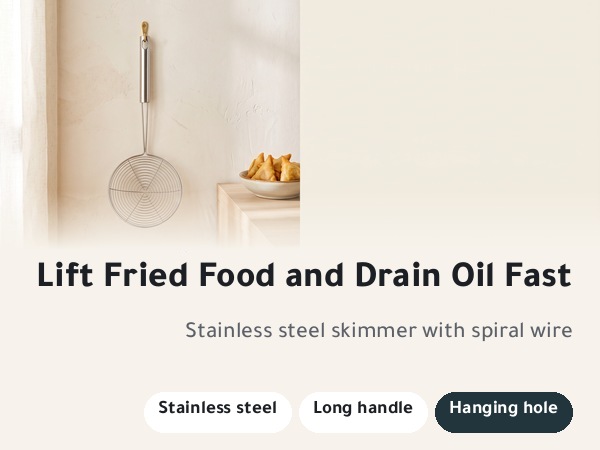 Lift Fried Food and Drain Oil Fast
Stainless steel skimmer with spiral wire
Stainless steel
Long handle
Hanging hole